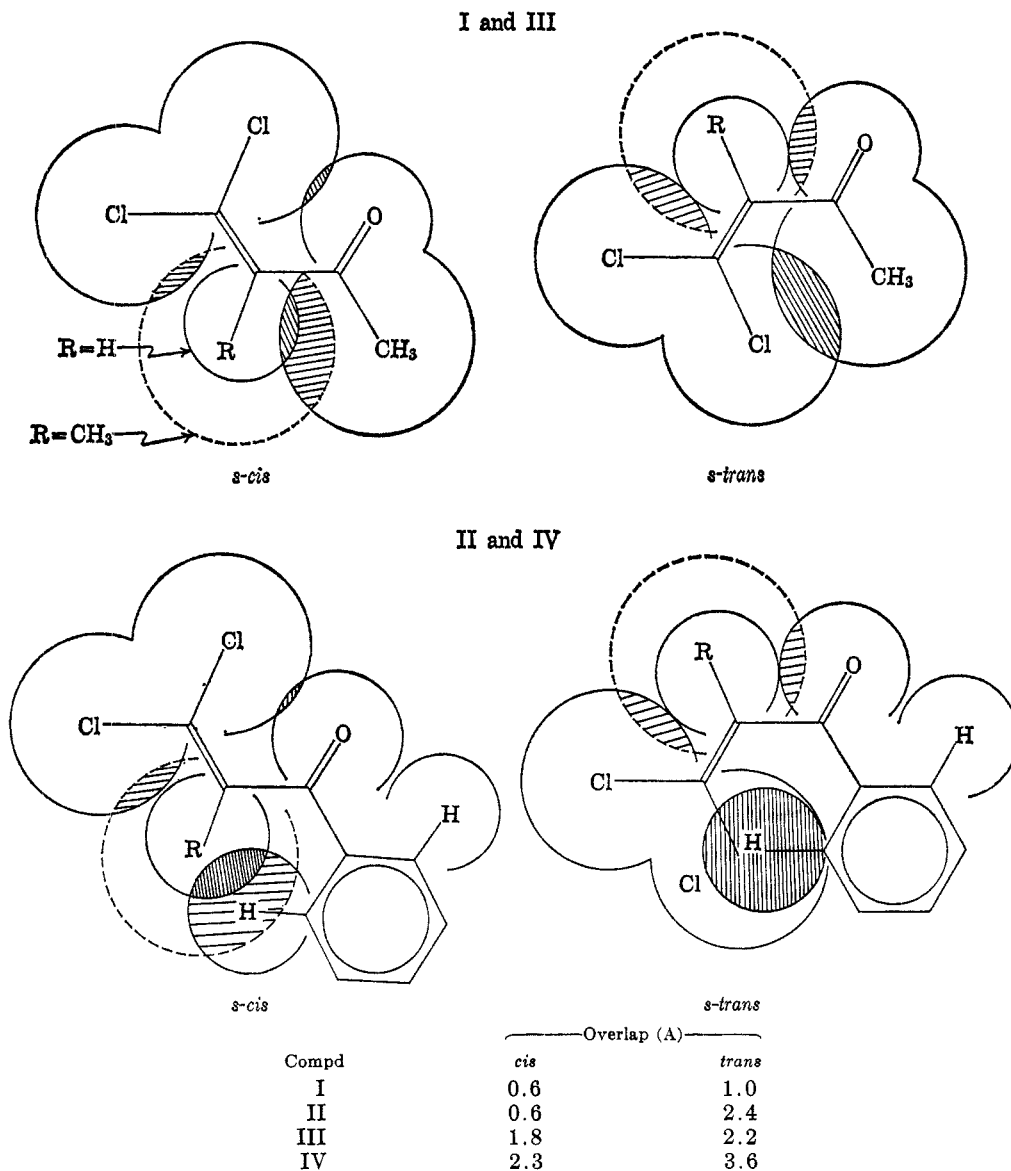 I and III
Cl
Cl
O
R=H
R
CH₃
R=CH₃
s-cis
R
O
Cl
CH₃
Cl
s-trans
II and IV
Cl
Cl
O
H
R
H
s-cis
R
O
H
Cl
H
Cl
s-trans
Overlap (A)
Compd cis trans
I 0.6 1.0
II 0.6 2.4
III 1.8 2.2
IV 2.3 3.6